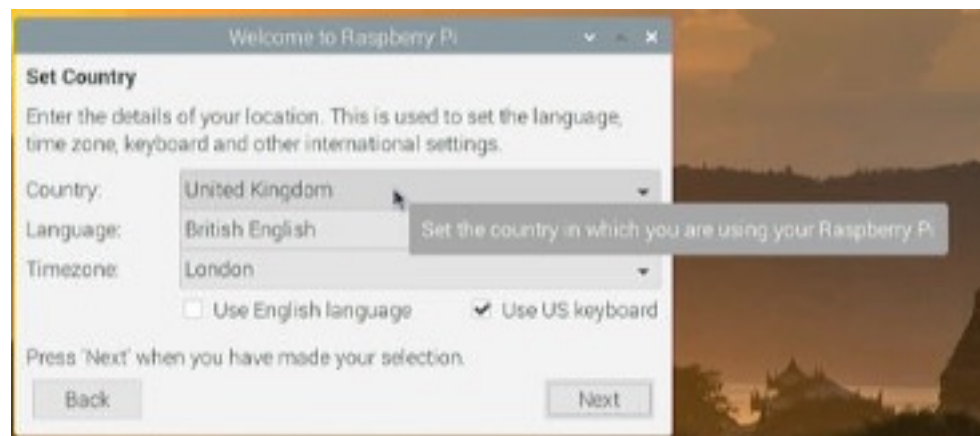 Welcome to Raspberry Pi
Set Country
Enter the details of your location. This is used to set the language,
time zone, keyboard and other international settings.
Country: United Kingdom
Set the country in which you are using your Raspberry Pi
Language: British English
Timezone: London
Use English language Use US keyboard
Press 'Next' when you have made your selection.
Back Next